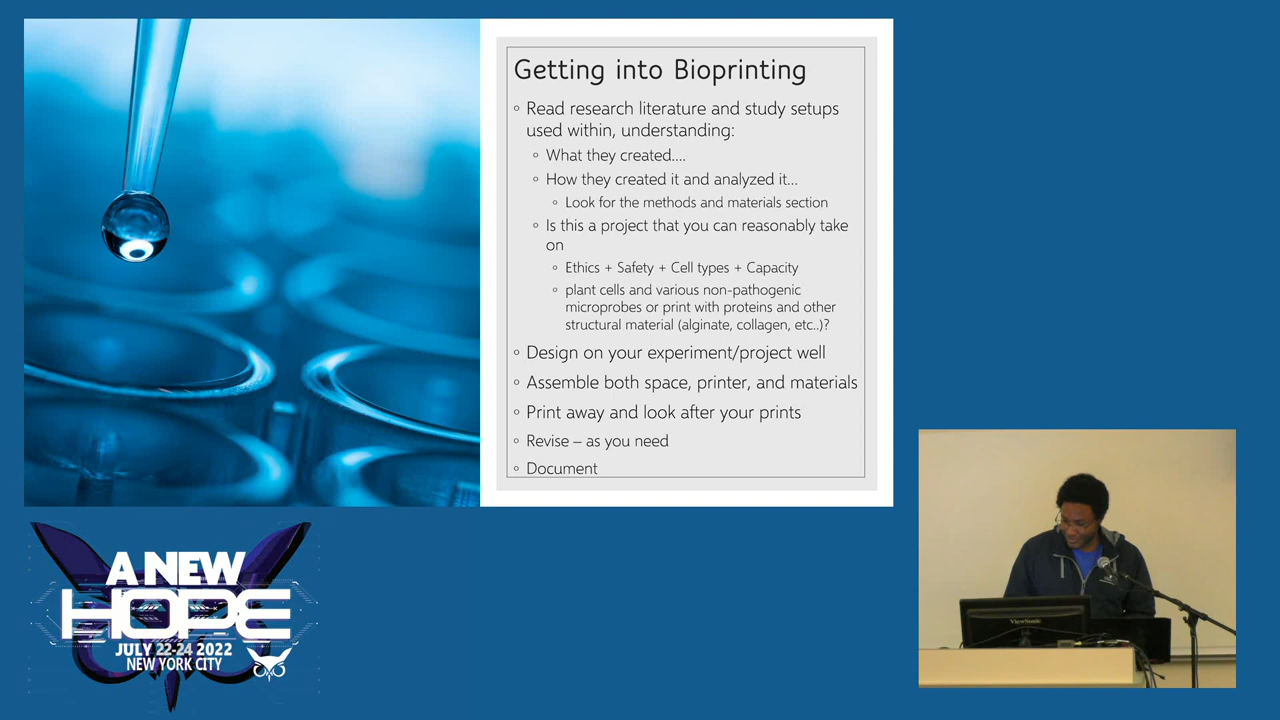 Getting into Bioprinting
◦ Read research literature and study setups
used within, understanding:
◦ What they created....
◦ How they created it and analyzed it...
◦ Look for the methods and materials section
◦ Is this a project that you can reasonably take
on
◦ Ethics + Safety + Cell types + Capacity
◦ plant cells and various non-pathogenic
microprobes or print with proteins and other
structural material (alginate, collagen, etc..)?
◦ Design on your experiment/project well
◦ Assemble both space, printer, and materials
◦ Print away and look after your prints
◦ Revise – as you need
◦ Document
A NEW
HOPE
JULY 22-24 2022
NEW YORK CITY
ViewSonic